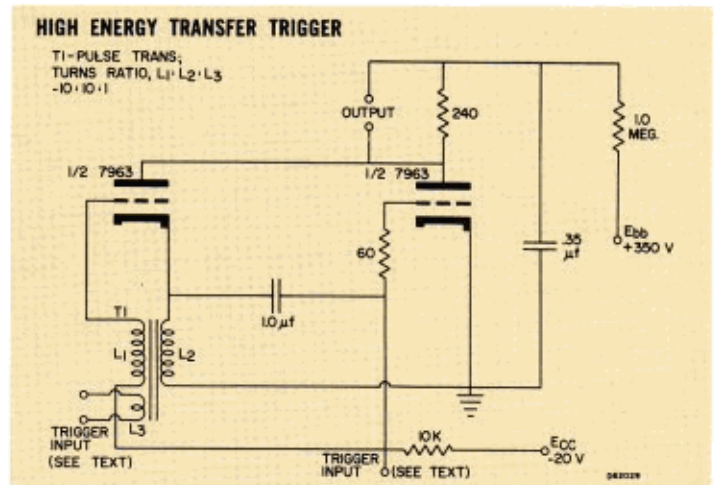 HIGH ENERGY TRANSFER TRIGGER
T1-PULSE TRANS;
TURNS RATIO, L1:L2:L3
-10:10:1
OUTPUT
240
1.0
MEG.
1/2 7963
1/2 7963
Ebb
+350 V
60
.35
µf
T1
1.0 µf
L1
L2
L3
TRIGGER
INPUT
(SEE TEXT)
10K
ECC
-20 V
TRIGGER
INPUT
(SEE TEXT)